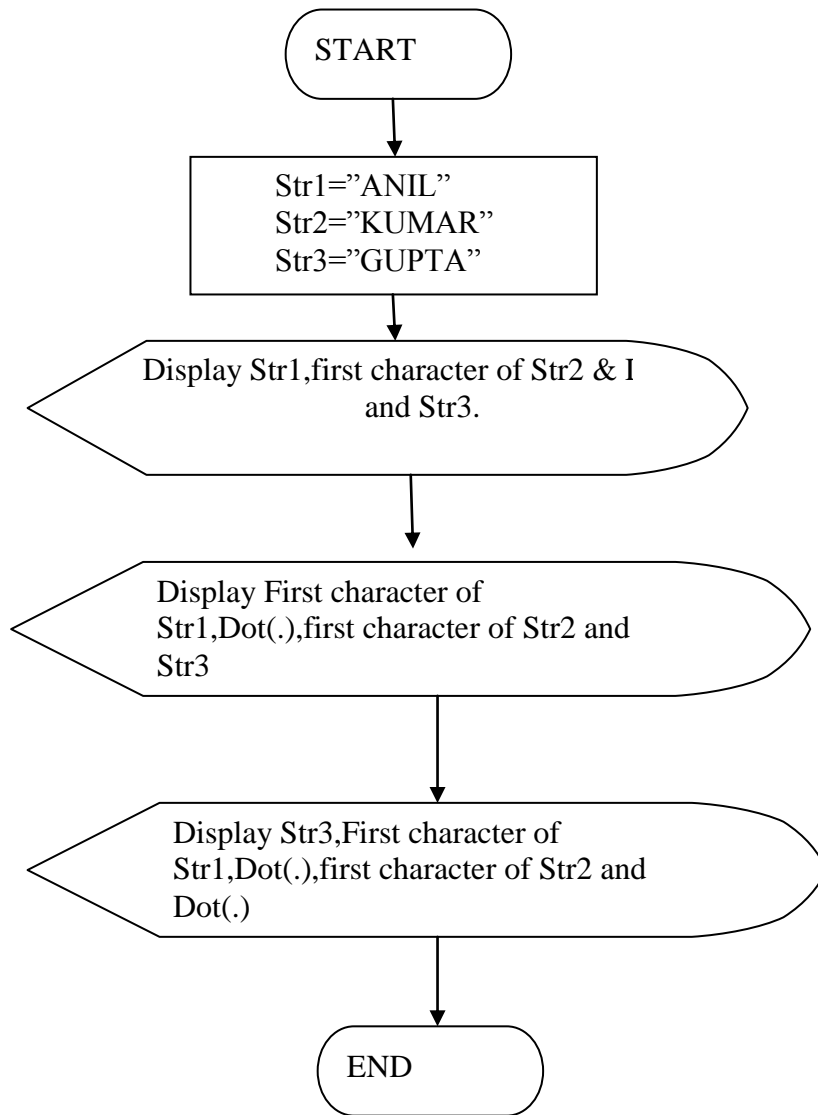 START
Str1=”ANIL”
Str2=”KUMAR”
Str3=”GUPTA”
Display Str1,first character of Str2 & I
and Str3.
Display First character of
Str1,Dot(.),first character of Str2 and
Str3
Display Str3,First character of
Str1,Dot(.),first character of Str2 and
Dot(.)
END